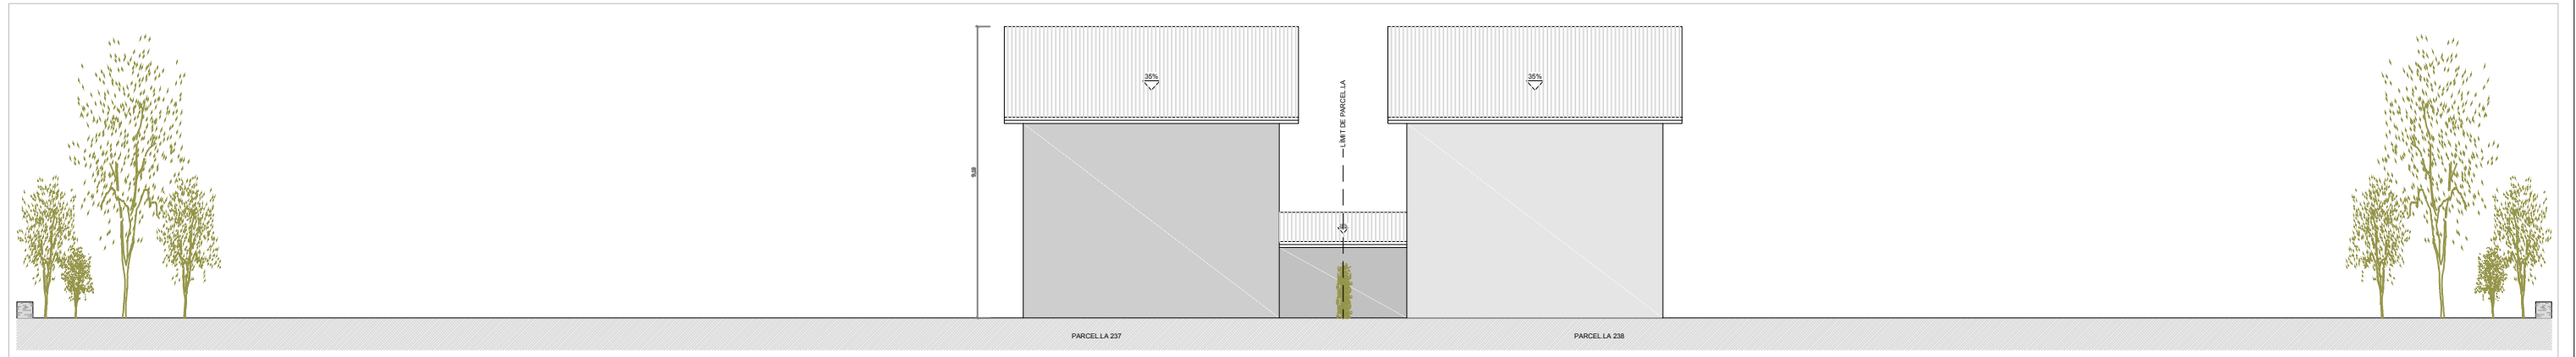 35%
35%
LÍMIT DE PARCEL.LA
PARCEL.LA 237
PARCEL.LA 238